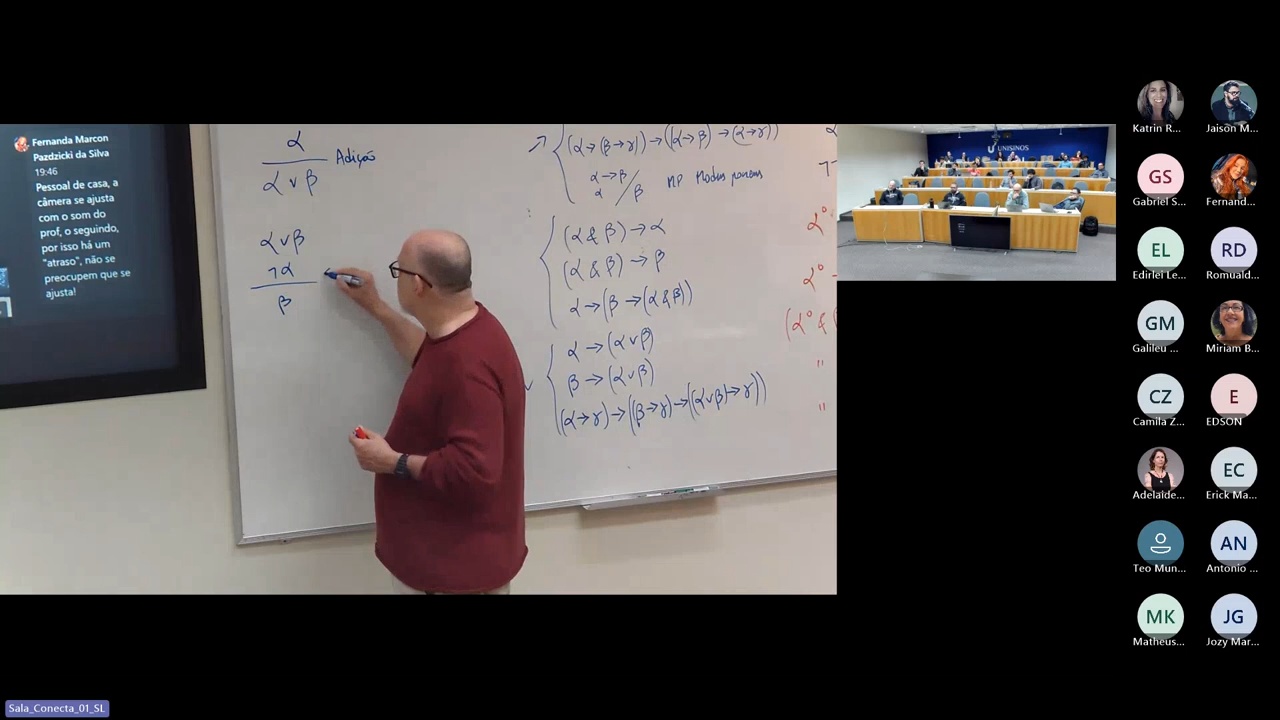 Fernanda Marcon
Pazdzicki da Silva
19:46
Pessoal de casa, a
câmera se ajusta
com o som do
prof, o seguindo,
por isso há um
"atraso", não se
preocupem que se
ajusta!
α
Adição
α ∨ β
α ∨ β
¬α
β
(α → (β → γ)) → ((α → β) → (α → γ))
α → β
α / β MP Modus ponens
(α & β) → α
(α & β) → β
α → (β → (α & β))
α → (α ∨ β)
β → (α ∨ β)
(α → γ) → ((β → γ) → ((α ∨ β) → γ))
α°
α°
(α° &
"
"
UNISINOS
Katrin R...
Jaison M...
GS
Gabriel S...
Fernand...
EL
Edirlei Le...
RD
Romuald...
GM
Galileu ...
Miriam B...
CZ
Camila Z...
E
EDSON
Adelaide...
EC
Erick Ma...
Teo Mun...
AN
Antonio ...
MK
Matheus...
JG
Jozy Mar...
Sala_Conecta_01_SL